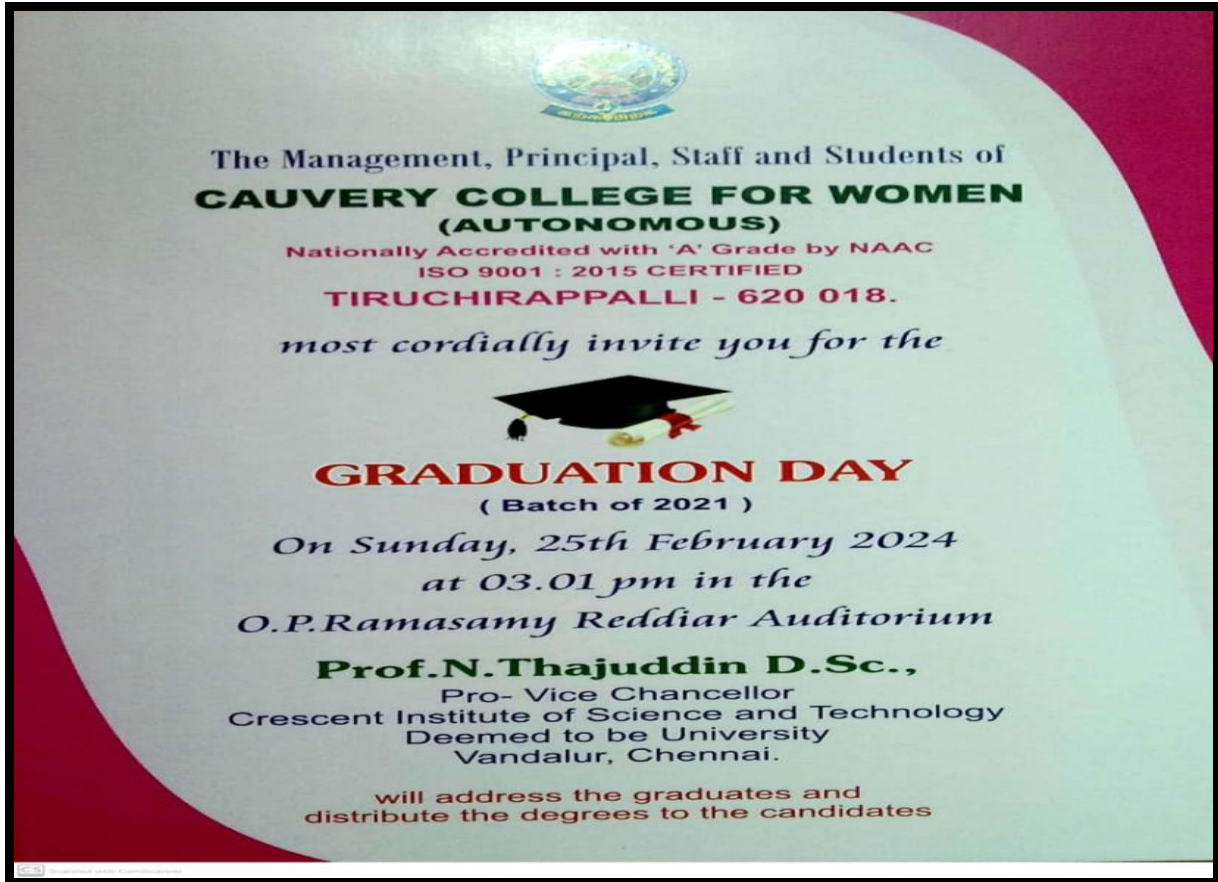 The Management, Principal, Staff and Students of
CAUVERY COLLEGE FOR WOMEN
(AUTONOMOUS)
Nationally Accredited with ‘A’ Grade by NAAC
ISO 9001 : 2015 CERTIFIED
TIRUCHIRAPPALLI - 620 018.
most cordially invite you for the
GRADUATION DAY
( Batch of 2021 )
On Sunday, 25th February 2024
at 03.01 pm in the
O.P.Ramasamy Reddiar Auditorium
Prof.N.Thajuddin D.Sc.,
Pro- Vice Chancellor
Crescent Institute of Science and Technology
Deemed to be University
Vandalur, Chennai.
will address the graduates and
distribute the degrees to the candidates
CS Scanned with CamScanner